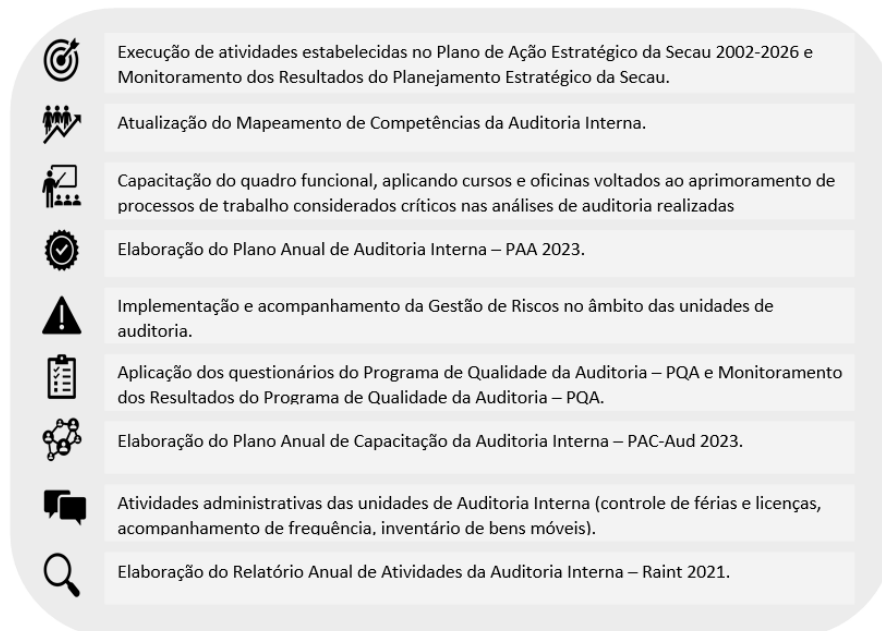 Execução de atividades estabelecidas no Plano de Ação Estratégico da Secau 2002-2026 e
Monitoramento dos Resultados do Planejamento Estratégico da Secau.
Atualização do Mapeamento de Competências da Auditoria Interna.
Capacitação do quadro funcional, aplicando cursos e oficinas voltados ao aprimoramento de
processos de trabalho considerados críticos nas análises de auditoria realizadas
Elaboração do Plano Anual de Auditoria Interna – PAA 2023.
Implementação e acompanhamento da Gestão de Riscos no âmbito das unidades de
auditoria.
Aplicação dos questionários do Programa de Qualidade da Auditoria – PQA e Monitoramento
dos Resultados do Programa de Qualidade da Auditoria – PQA.
Elaboração do Plano Anual de Capacitação da Auditoria Interna – PAC-Aud 2023.
Atividades administrativas das unidades de Auditoria Interna (controle de férias e licenças,
acompanhamento de frequência, inventário de bens móveis).
Elaboração do Relatório Anual de Atividades da Auditoria Interna – Raint 2021.